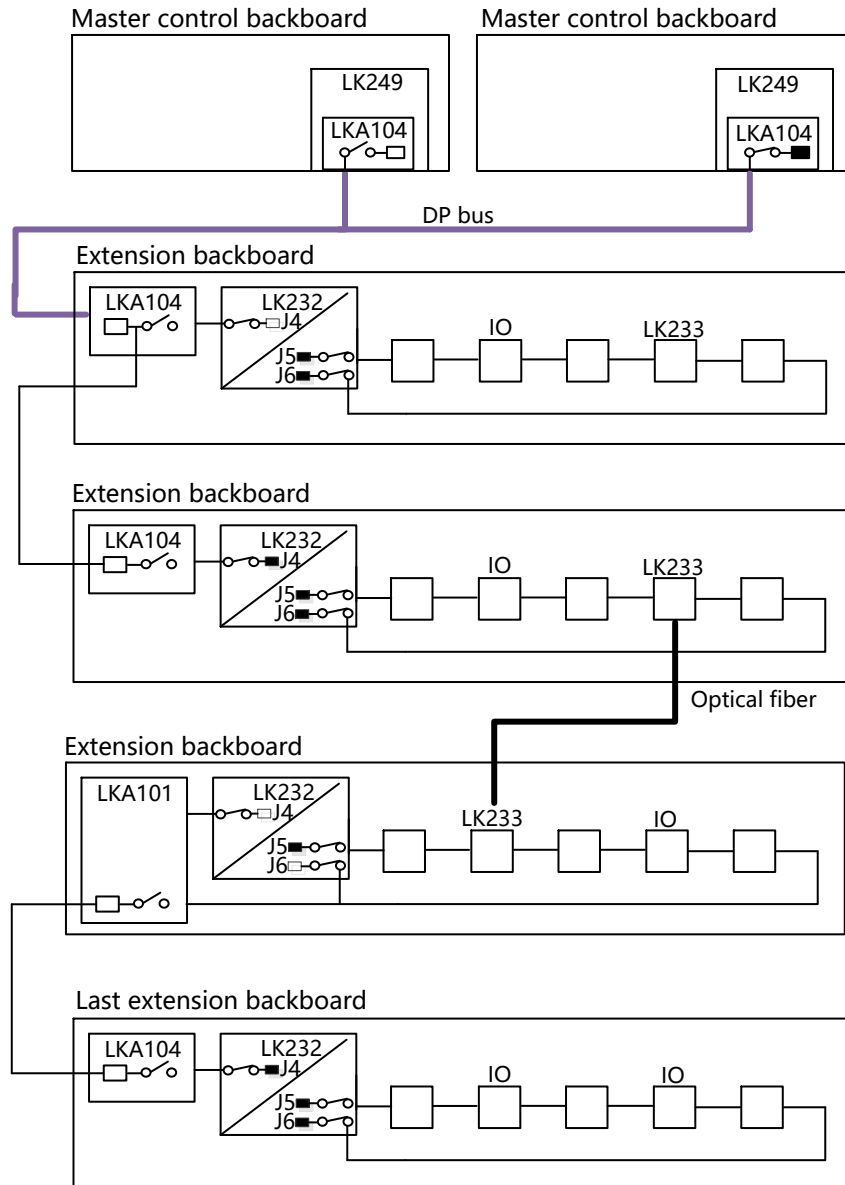 Master control backboard
Master control backboard
LK249
LK249
LKA104
LKA104
DP bus
Extension backboard
LKA104
LK232
J4
IO
LK233
J5
J6
Extension backboard
LKA104
LK232
J4
IO
LK233
J5
J6
Optical fiber
Extension backboard
LKA101
LK232
J4
LK233
IO
J5
J6
Last extension backboard
LKA104
LK232
J4
IO
IO
J5
J6